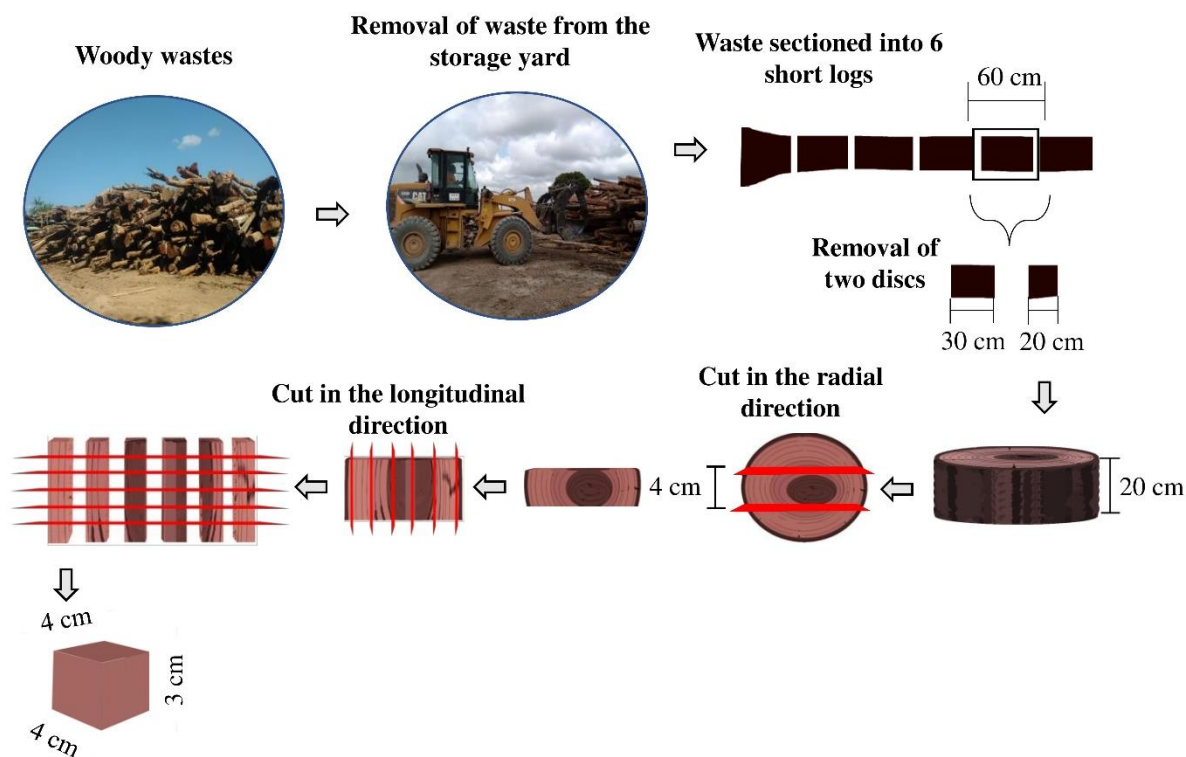 Woody wastes
Removal of waste from the
storage yard
Waste sectioned into 6
short logs
60 cm
CAT
Removal of
two discs
30 cm
20 cm
Cut in the radial
direction
20 cm
4 cm
Cut in the longitudinal
direction
4 cm
3 cm
4 cm